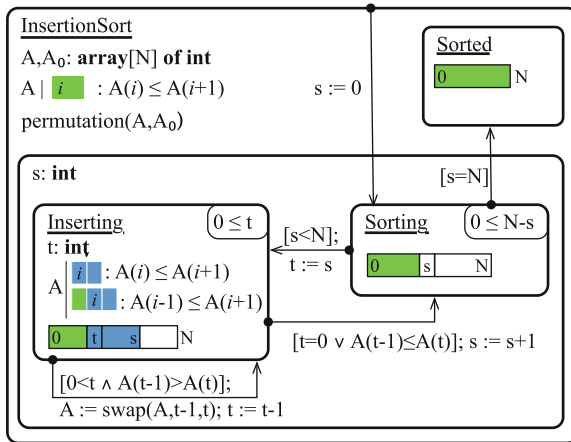 InsertionSort
A,A₀: array[N] of int
A | i : A(i) ≤ A(i+1)
permutation(A,A₀)
s := 0
Sorted
0 N
[s=N]
s: int
Inserting
0 ≤ t
t: int
A | i : A(i) ≤ A(i+1)
i : A(i-1) ≤ A(i+1)
0 t s N
[s<N];
t := s
Sorting
0 ≤ N-s
0 s N
[t=0 ∨ A(t-1)≤A(t)]; s := s+1
[0<t ∧ A(t-1)>A(t)];
A := swap(A,t-1,t); t := t-1